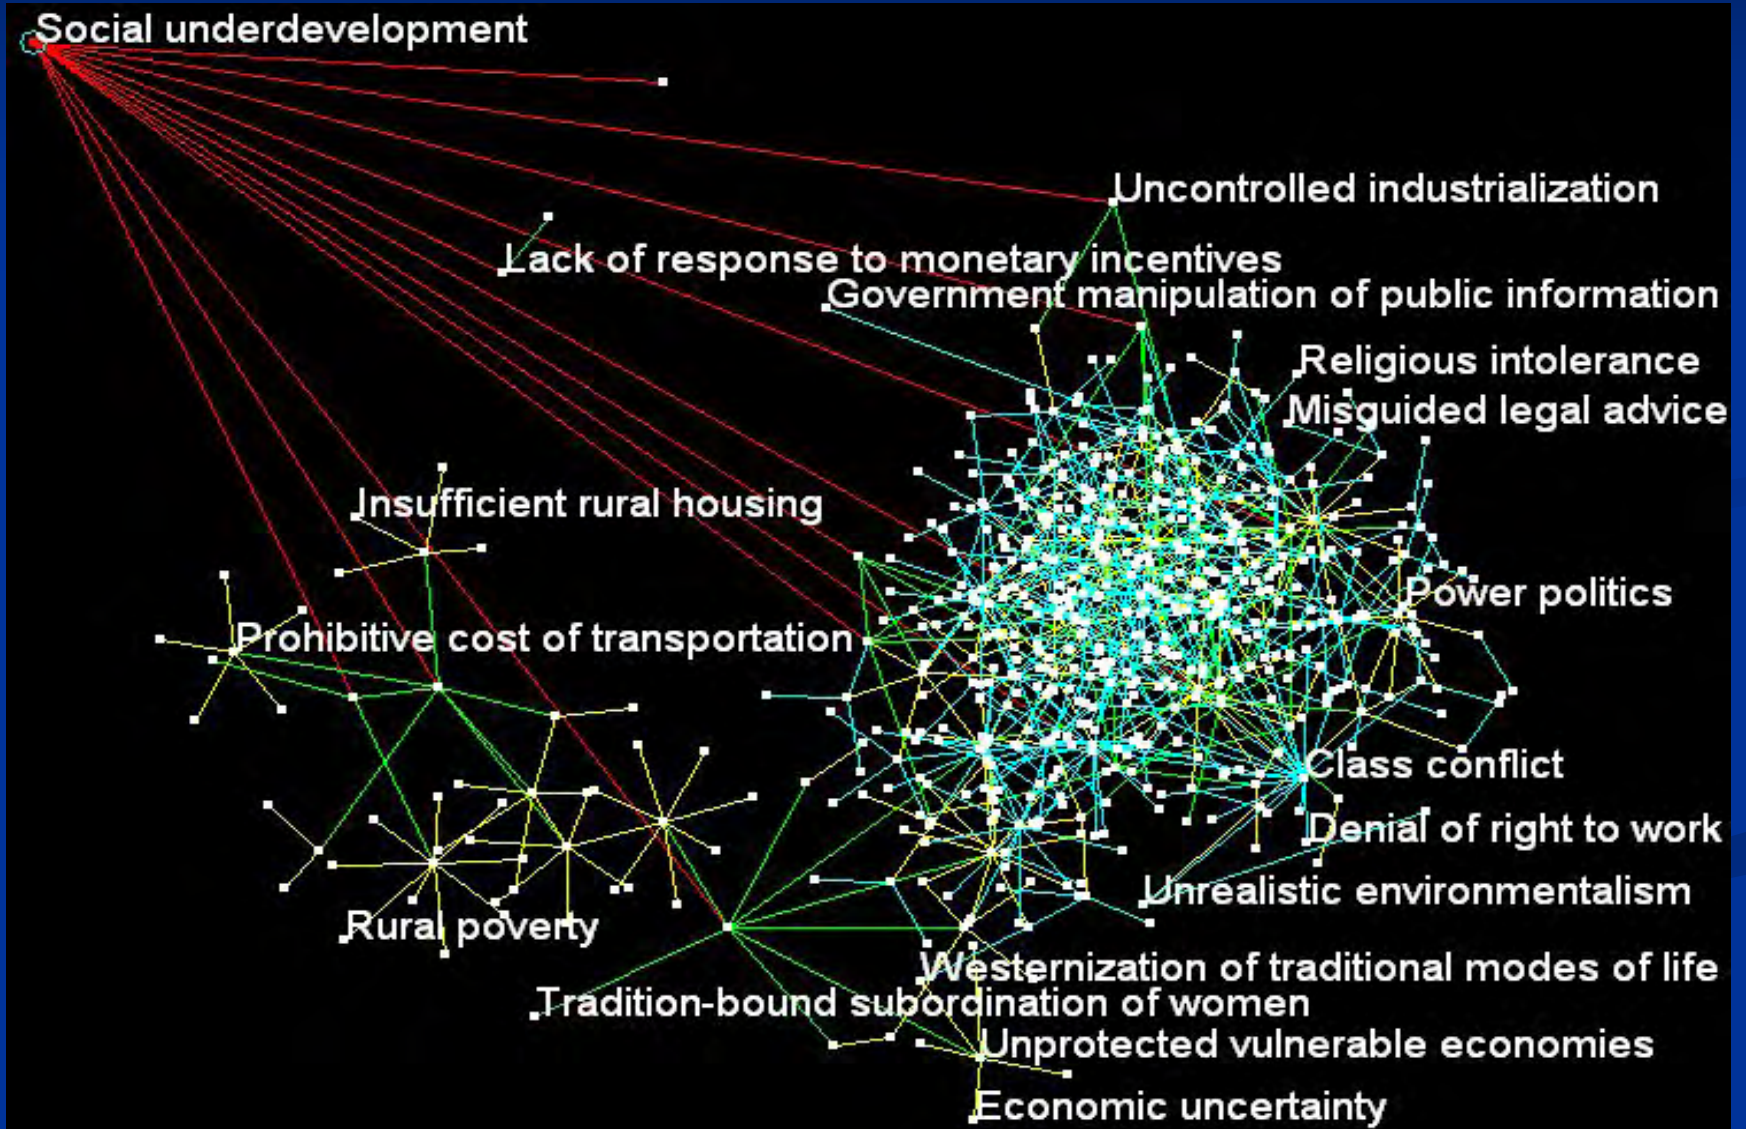 Social underdevelopment
Uncontrolled industrialization
Lack of response to monetary incentives
Government manipulation of public information
Religious intolerance
Misguided legal advice
Insufficient rural housing
Power politics
Prohibitive cost of transportation
Class conflict
Denial of right to work
Unrealistic environmentalism
Rural poverty
Westernization of traditional modes of life
Tradition-bound subordination of women
Unprotected vulnerable economies
Economic uncertainty